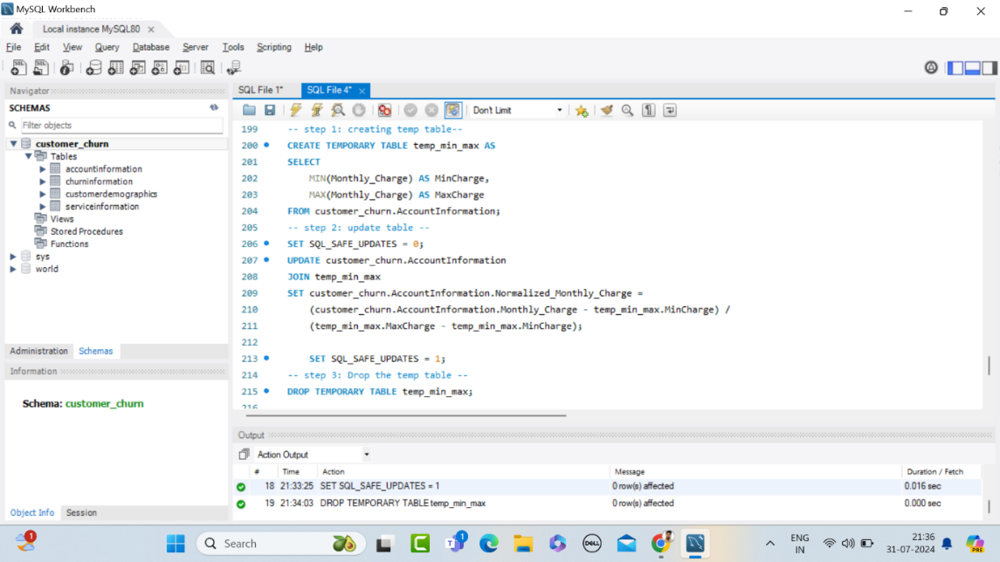 MySQL Workbench
Local instance MySQL80
File Edit View Query Database Server Tools Scripting Help
Navigator
SCHEMAS
Filter objects
customer_churn
Tables
accountinformation
churninformation
customerdemographics
serviceinformation
Views
Stored Procedures
Functions
sys
world
Administration Schemas
Information
Schema: customer_churn
Object Info Session
SQL File 1* SQL File 4*
Don't Limit
199 -- step 1: creating temp table--
200 CREATE TEMPORARY TABLE temp_min_max AS
201 SELECT
202 MIN(Monthly_Charge) AS MinCharge,
203 MAX(Monthly_Charge) AS MaxCharge
204 FROM customer_churn.AccountInformation;
205 -- step 2: update table --
206 SET SQL_SAFE_UPDATES = 0;
207 UPDATE customer_churn.AccountInformation
208 JOIN temp_min_max
209 SET customer_churn.AccountInformation.Normalized_Monthly_Charge =
210 (customer_churn.AccountInformation.Monthly_Charge - temp_min_max.MinCharge) /
211 (temp_min_max.MaxCharge - temp_min_max.MinCharge);
212
213 SET SQL_SAFE_UPDATES = 1;
214 -- step 3: Drop the temp table --
215 DROP TEMPORARY TABLE temp_min_max;
216
Output
Action Output
# Time Action Message Duration / Fetch
18 21:33:25 SET SQL_SAFE_UPDATES = 1 0 row(s) affected 0.016 sec
19 21:34:03 DROP TEMPORARY TABLE temp_min_max 0 row(s) affected 0.000 sec
1
Search
1
DELL
ENG
IN
21:36
31-07-2024
PRE